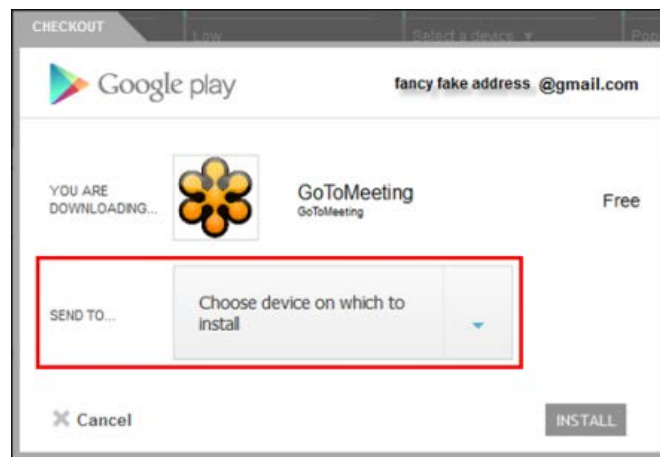 CHECKOUT
Low
Select a device
Pop
Google play
fancy fake address @gmail.com
YOU ARE
DOWNLOADING...
GoToMeeting
GoToMeeting
Free
SEND TO...
Choose device on which to
install
Cancel
INSTALL